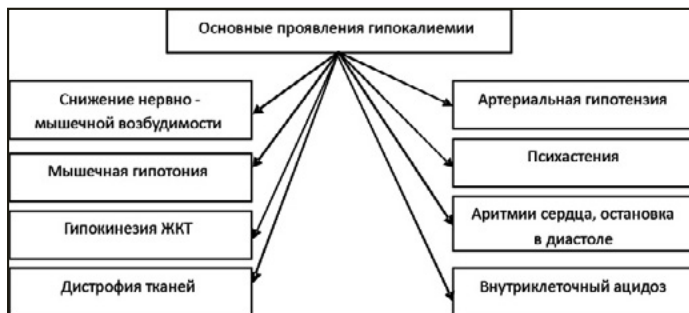 Основные проявления гипокалиемии
Снижение нервно -
мышечной возбудимости
Мышечная гипотония
Гипокинезия ЖКТ
Дистрофия тканей
Артериальная гипотензия
Психастения
Аритмии сердца, остановка
в диастоле
Внутриклеточный ацидоз